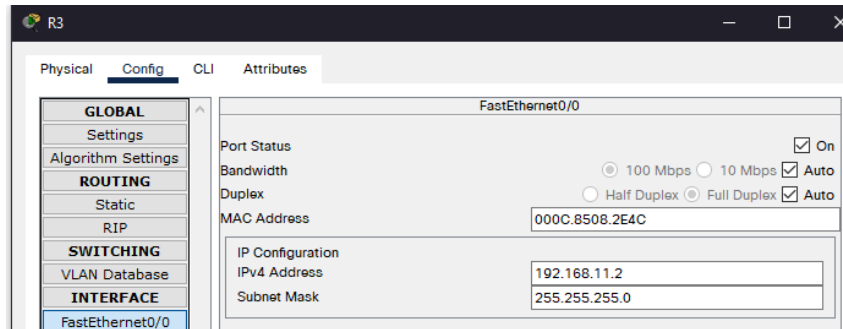 R3
Physical Config CLI Attributes
GLOBAL
Settings
Algorithm Settings
ROUTING
Static
RIP
SWITCHING
VLAN Database
INTERFACE
FastEthernet0/0
FastEthernet0/0
Port Status On
Bandwidth 100 Mbps 10 Mbps Auto
Duplex Half Duplex Full Duplex Auto
MAC Address 000C.8508.2E4C
IP Configuration
IPv4 Address 192.168.11.2
Subnet Mask 255.255.255.0